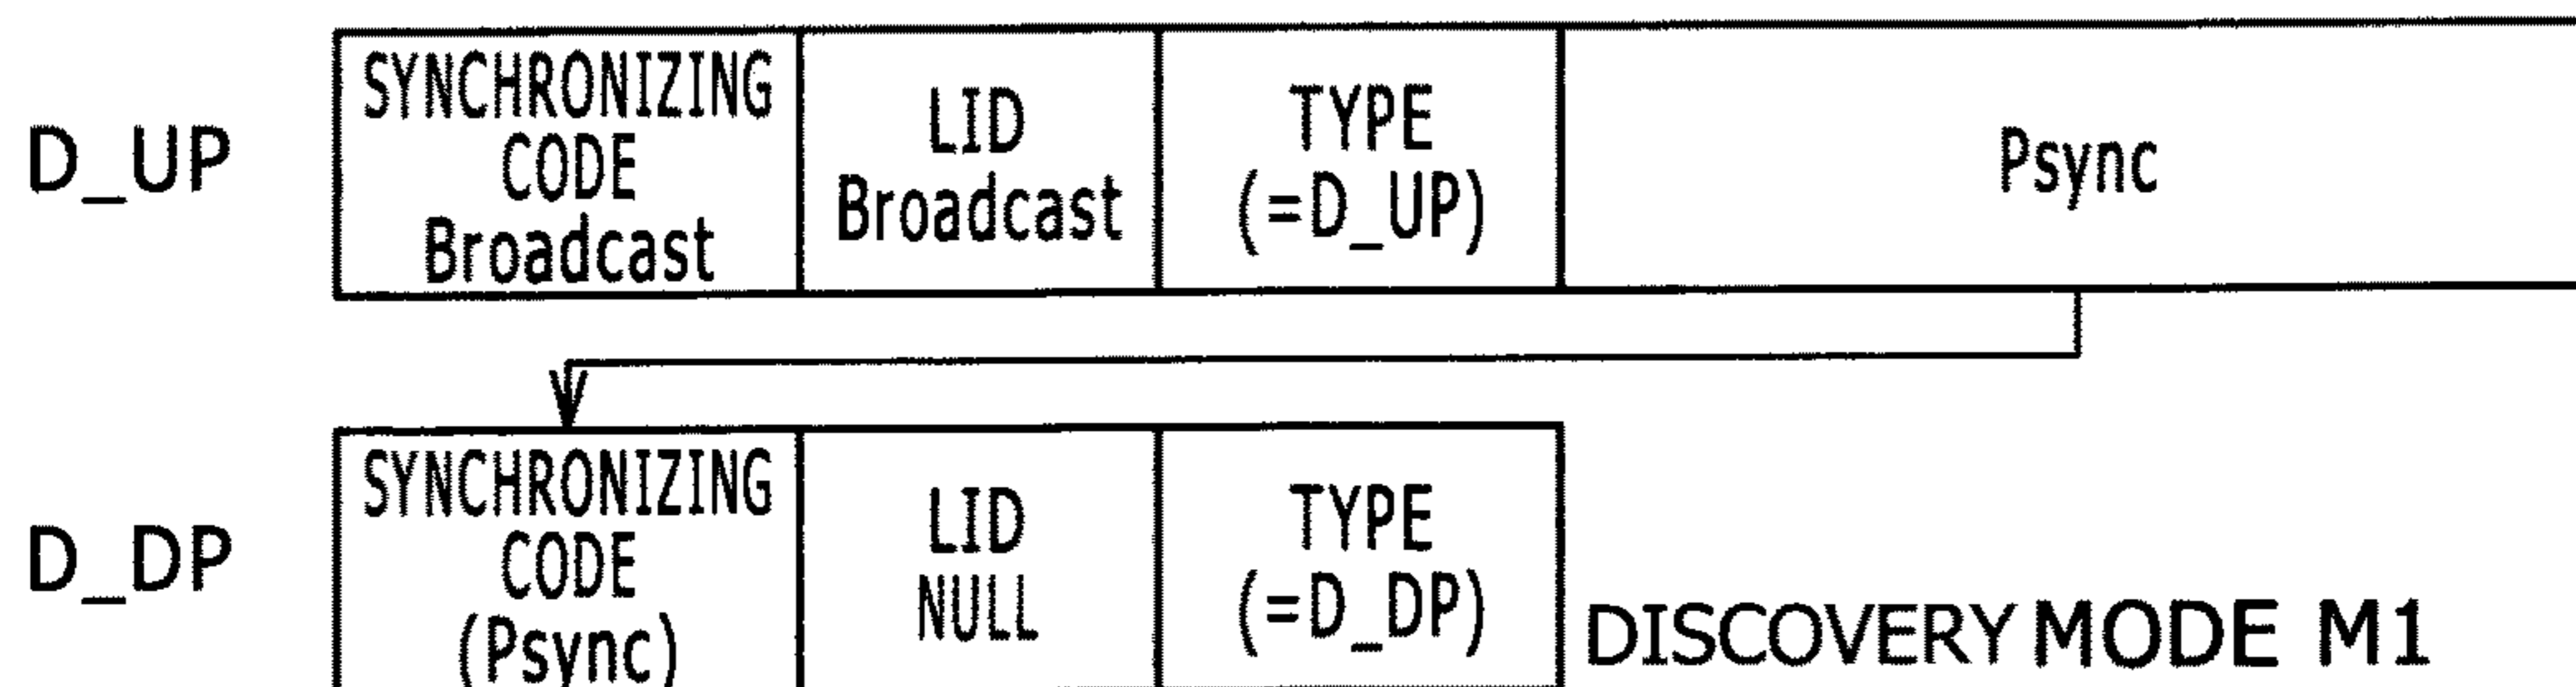 D_UP
SYNCHRONIZING
CODE
Broadcast
LID
Broadcast
TYPE
(=D_UP)
Psync
D_DP
SYNCHRONIZING
CODE
(Psync)
LID
NULL
TYPE
(=D_DP)
DISCOVERY MODE M1